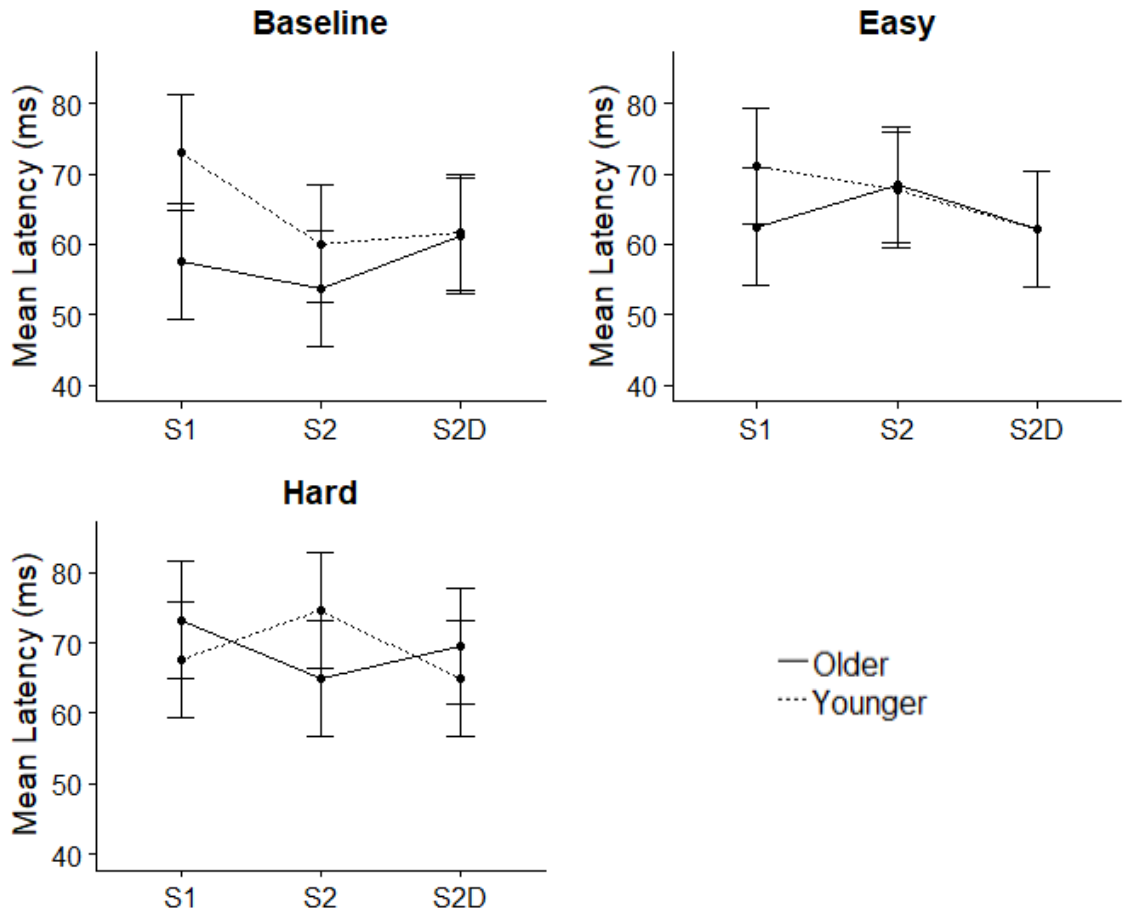 Baseline
Mean Latency (ms)
80
70
60
50
40
S1 S2 S2D
Easy
Mean Latency (ms)
80
70
60
50
40
S1 S2 S2D
Hard
Mean Latency (ms)
80
70
60
50
40
S1 S2 S2D
Older
Younger